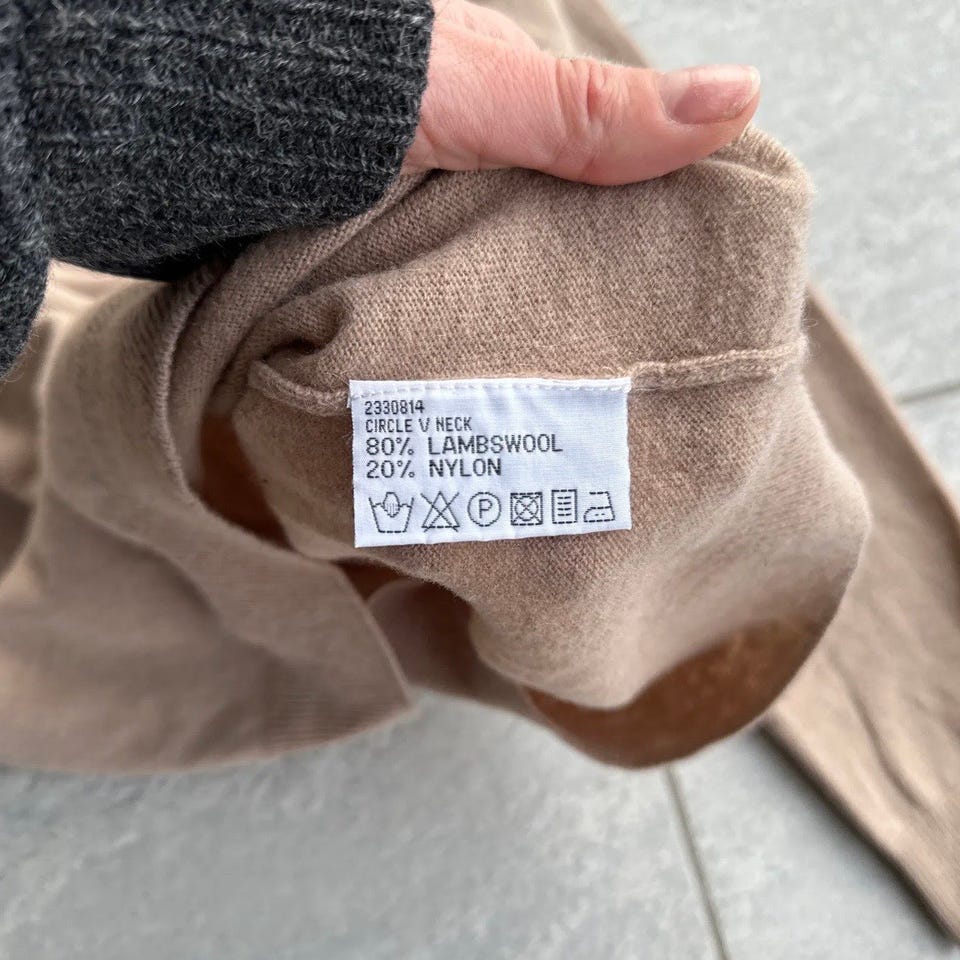 2330814
CIRCLE V NECK
80% LAMBSWOOL
20% NYLON
P